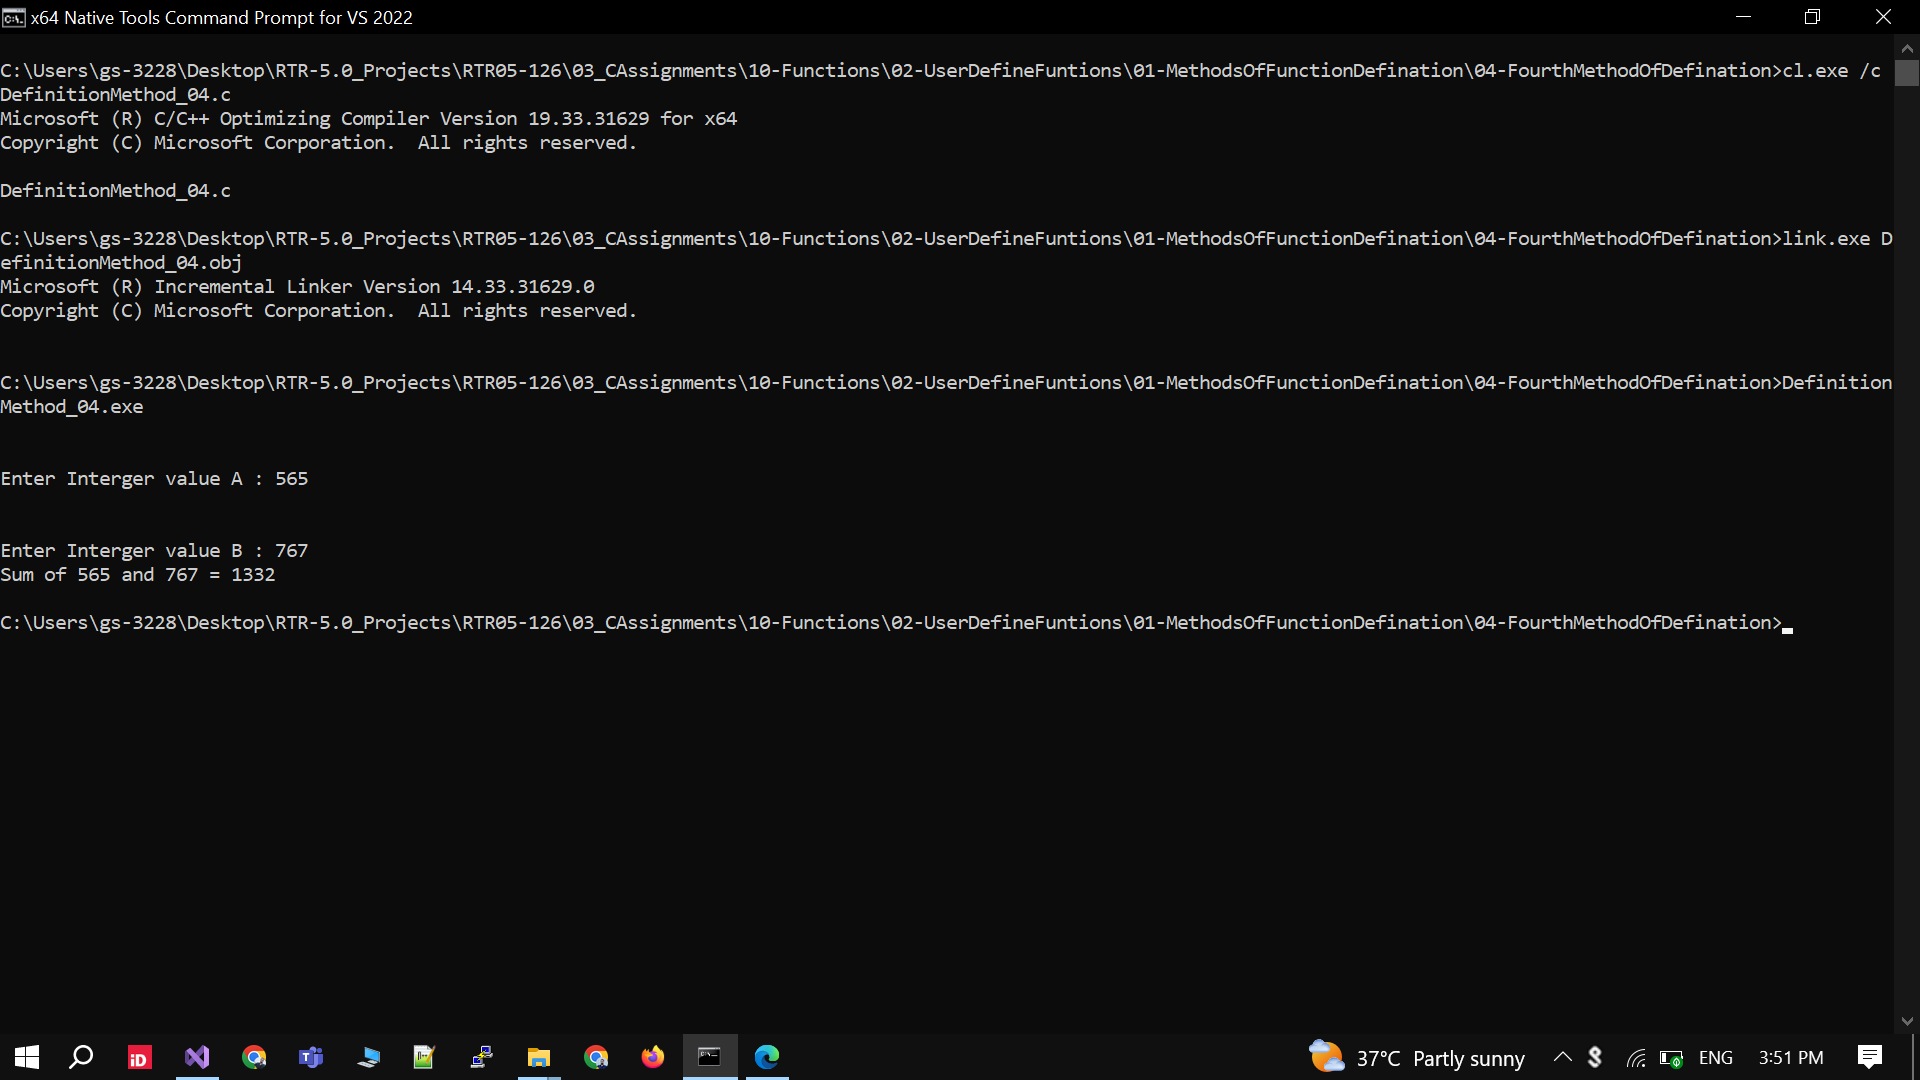 x64 Native Tools Command Prompt for VS 2022
C:\Users\gs-3228\Desktop\RTR-5.0_Projects\RTR05-126\03_CAssignments\10-Functions\02-UserDefineFuntions\01-MethodsOfFunctionDefination\04-FourthMethodOfDefination>cl.exe /c
DefinitionMethod_04.c
Microsoft (R) C/C++ Optimizing Compiler Version 19.33.31629 for x64
Copyright (C) Microsoft Corporation.  All rights reserved.
DefinitionMethod_04.c
C:\Users\gs-3228\Desktop\RTR-5.0_Projects\RTR05-126\03_CAssignments\10-Functions\02-UserDefineFuntions\01-MethodsOfFunctionDefination\04-FourthMethodOfDefination>link.exe D
efinitionMethod_04.obj
Microsoft (R) Incremental Linker Version 14.33.31629.0
Copyright (C) Microsoft Corporation.  All rights reserved.
C:\Users\gs-3228\Desktop\RTR-5.0_Projects\RTR05-126\03_CAssignments\10-Functions\02-UserDefineFuntions\01-MethodsOfFunctionDefination\04-FourthMethodOfDefination>Definition
Method_04.exe
Enter Interger value A : 565
Enter Interger value B : 767
Sum of 565 and 767 = 1332
C:\Users\gs-3228\Desktop\RTR-5.0_Projects\RTR05-126\03_CAssignments\10-Functions\02-UserDefineFuntions\01-MethodsOfFunctionDefination\04-FourthMethodOfDefination>
iD
37°C Partly sunny
ENG
3:51 PM